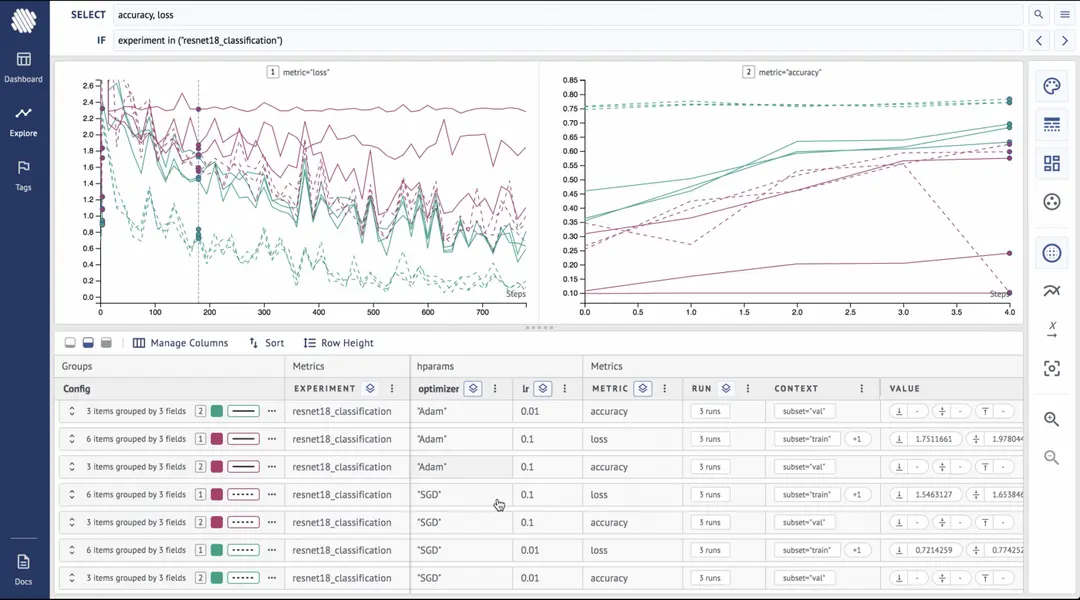 SELECT accuracy, loss
IF experiment in ("resnet18_classification")
Dashboard
Explore
Tags
Docs
1 metric="loss"
2.6
2.4
2.2
2.0
1.8
1.6
1.4
1.2
1.0
0.8
0.6
0.4
0.2
0.0
0 100 200 300 400 500 600 700
Steps
2 metric="accuracy"
0.85
0.80
0.75
0.70
0.65
0.60
0.55
0.50
0.45
0.40
0.35
0.30
0.25
0.20
0.15
0.10
0.0 0.5 1.0 1.5 2.0 2.5 3.0 3.5 4.0
Steps
Manage Columns Sort Row Height
Groups Metrics hparams Metrics
Config EXPERIMENT optimizer lr METRIC RUN CONTEXT VALUE
3 items grouped by 3 fields 2 resnet18_classification "Adam" 0.01 accuracy 3 runs subset="val" - - -
6 items grouped by 3 fields 1 resnet18_classification "Adam" 0.1 loss 3 runs subset="train" +1 1.7511661 1.978044
3 items grouped by 3 fields 2 resnet18_classification "Adam" 0.1 accuracy 3 runs subset="val" - - -
6 items grouped by 3 fields 1 resnet18_classification "SGD" 0.1 loss 3 runs subset="train" +1 1.5463127 1.653846
3 items grouped by 3 fields 2 resnet18_classification "SGD" 0.1 accuracy 3 runs subset="val" - - -
6 items grouped by 3 fields 1 resnet18_classification "SGD" 0.01 loss 3 runs subset="train" +1 0.7214259 0.774252
3 items grouped by 3 fields 2 resnet18_classification "SGD" 0.01 accuracy 3 runs subset="val" - - -